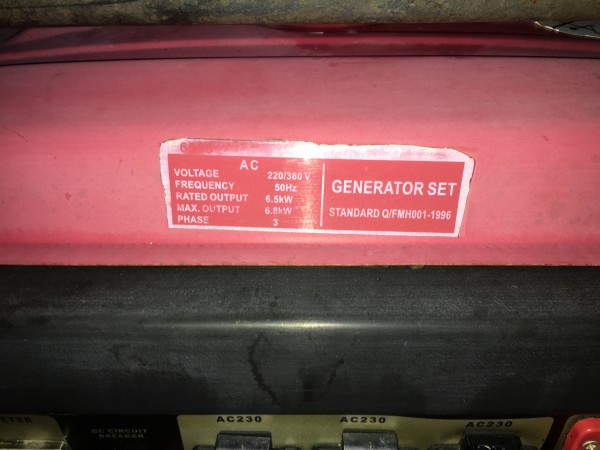 AC
VOLTAGE 220/380 V
FREQUENCY 50Hz
RATED OUTPUT 6.5kW
MAX. OUTPUT 6.8kW
PHASE 3
GENERATOR SET
STANDARD Q/FMH001-1996
DC CIRCUIT
BREAKER
AC230
AC230
AC230